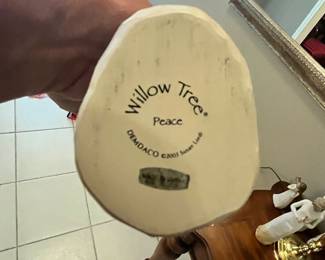 Willow Tree®
Peace
DEMDACO ©2003 Susan Lordi